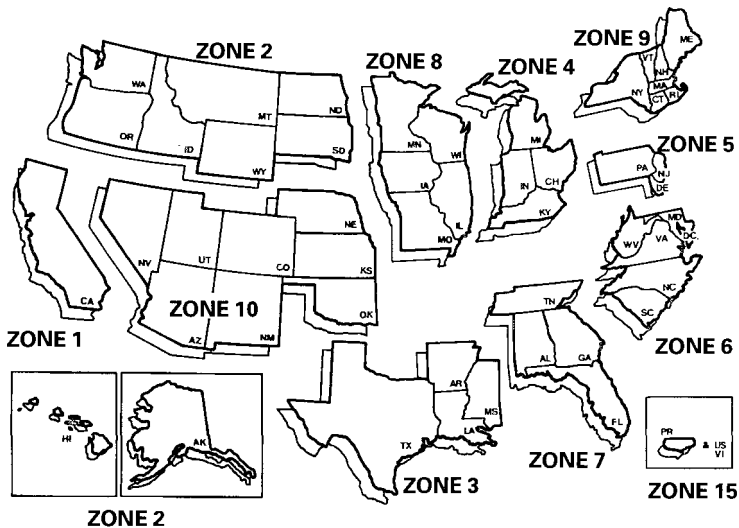 ZONE 2
ZONE 8
ZONE 4
ZONE 9
ME
VT
NH
MA
NY
CT
RI
WA
MT
ND
OR
ID
WY
SD
MN
WI
MI
IA
IL
MO
IN
CH
KY
ZONE 5
PA
NJ
DE
MD
DC
WV
VA
NC
SC
ZONE 6
NE
NV
UT
CO
KS
CA
ZONE 10
OK
AZ
NM
ZONE 1
TN
AL
GA
FL
ZONE 7
AR
MS
LA
TX
ZONE 3
HI
AK
ZONE 2
PR
& US
VI
ZONE 15